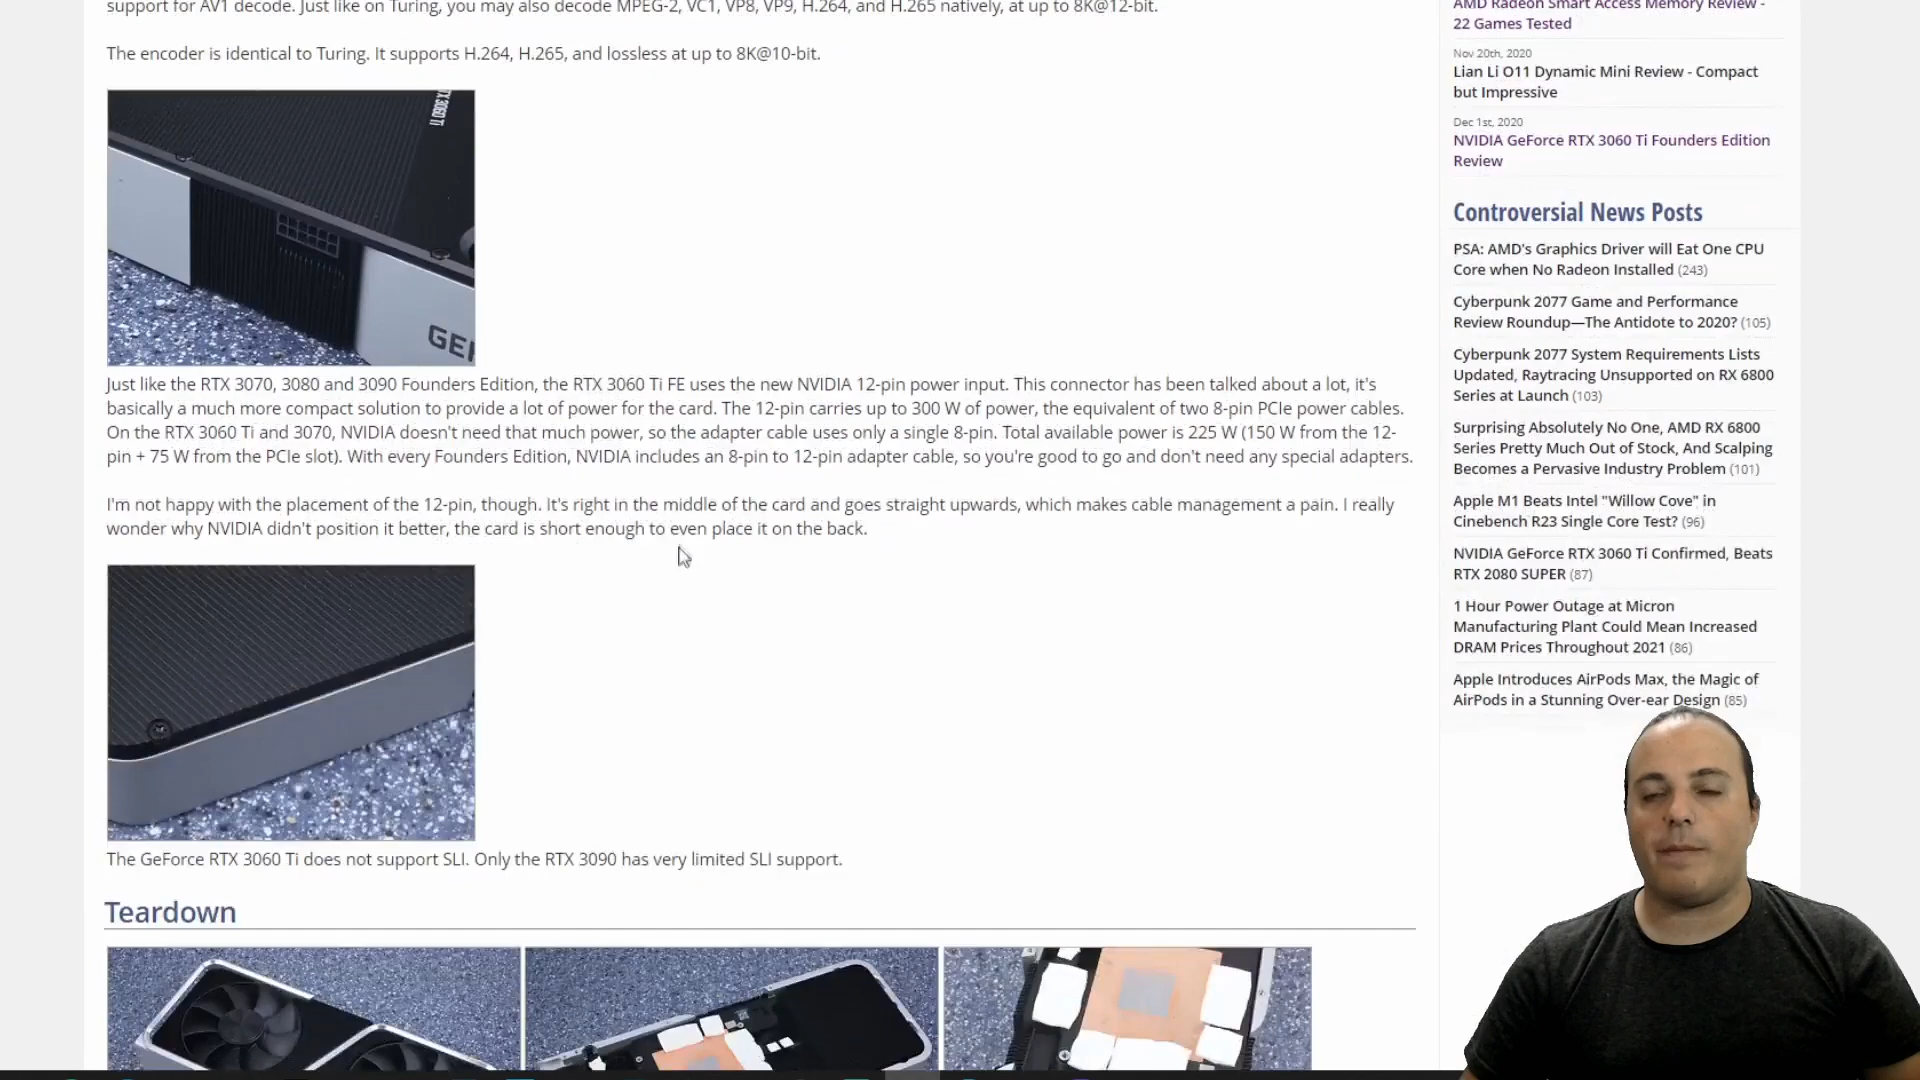 support for AV1 decode. Just like on Turing, you may also decode MPEG-2, VC1, VP8, VP9, H.264, and H.265 natively, at up to 8K@12-bit.
The encoder is identical to Turing. It supports H.264, H.265, and lossless at up to 8K@10-bit.
RTX 3060 Ti
Just like the RTX 3070, 3080 and 3090 Founders Edition, the RTX 3060 Ti FE uses the new NVIDIA 12-pin power input. This connector has been talked about a lot, it's
basically a much more compact solution to provide a lot of power for the card. The 12-pin carries up to 300 W of power, the equivalent of two 8-pin PCIe power cables.
On the RTX 3060 Ti and 3070, NVIDIA doesn't need that much power, so the adapter cable uses only a single 8-pin. Total available power is 225 W (150 W from the 12-
pin + 75 W from the PCIe slot). With every Founders Edition, NVIDIA includes an 8-pin to 12-pin adapter cable, so you're good to go and don't need any special adapters.
I'm not happy with the placement of the 12-pin, though. It's right in the middle of the card and goes straight upwards, which makes cable management a pain. I really
wonder why NVIDIA didn't position it better, the card is short enough to even place it on the back.
The GeForce RTX 3060 Ti does not support SLI. Only the RTX 3090 has very limited SLI support.
Teardown
AMD Radeon Smart Access Memory Review -
22 Games Tested
Nov 20th, 2020
Lian Li O11 Dynamic Mini Review - Compact
but Impressive
Dec 1st, 2020
NVIDIA GeForce RTX 3060 Ti Founders Edition
Review
Controversial News Posts
PSA: AMD's Graphics Driver will Eat One CPU
Core when No Radeon Installed (243)
Cyberpunk 2077 Game and Performance
Review Roundup—The Antidote to 2020? (105)
Cyberpunk 2077 System Requirements Lists
Updated, Raytracing Unsupported on RX 6800
Series at Launch (103)
Surprising Absolutely No One, AMD RX 6800
Series Pretty Much Out of Stock, And Scalping
Becomes a Pervasive Industry Problem (101)
Apple M1 Beats Intel "Willow Cove" in
Cinebench R23 Single Core Test? (96)
NVIDIA GeForce RTX 3060 Ti Confirmed, Beats
RTX 2080 SUPER (87)
1 Hour Power Outage at Micron
Manufacturing Plant Could Mean Increased
DRAM Prices Throughout 2021 (86)
Apple Introduces AirPods Max, the Magic of
AirPods in a Stunning Over-ear Design (85)